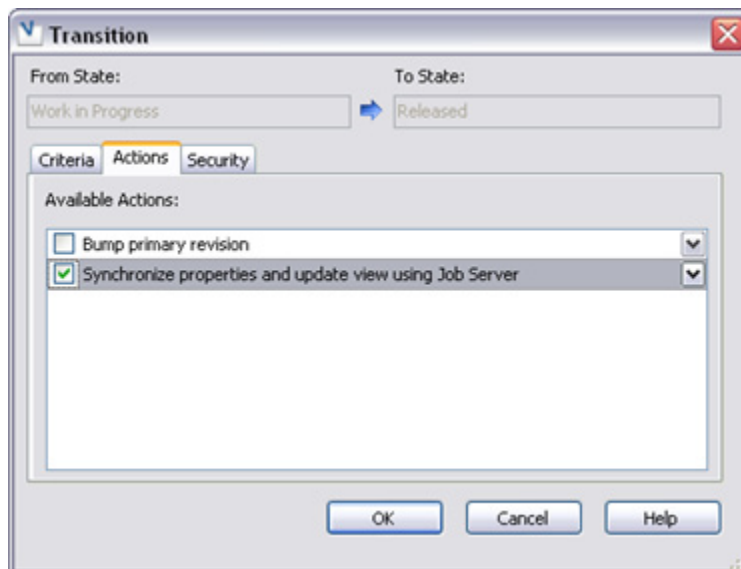 Transition
From State: To State:
Work in Progress Released
Criteria Actions Security
Available Actions:
Bump primary revision
Synchronize properties and update view using Job Server
OK Cancel Help